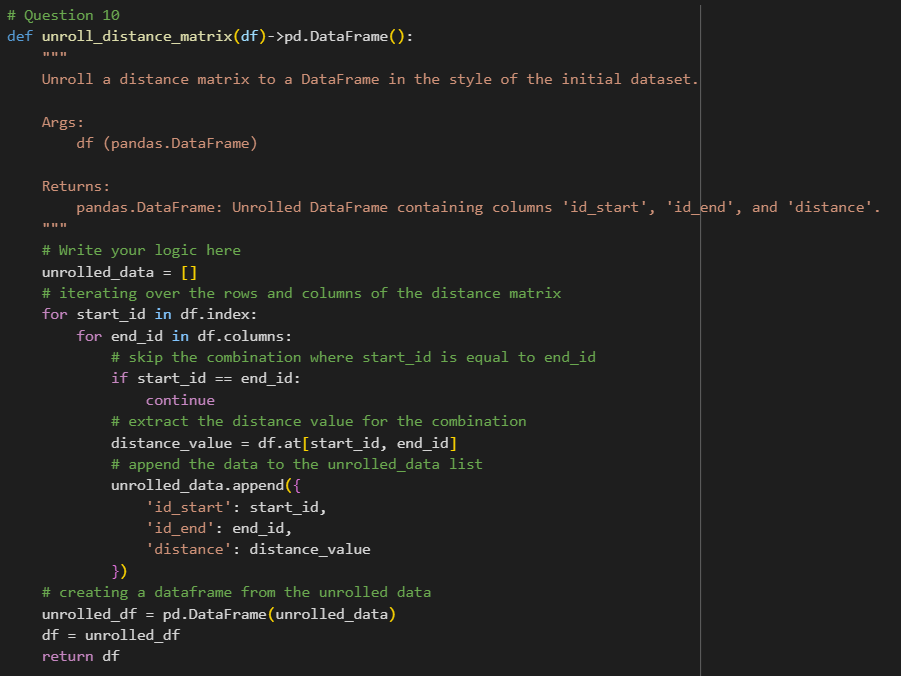 # Question 10
def unroll_distance_matrix(df)->pd.DataFrame():
    """
    Unroll a distance matrix to a DataFrame in the style of the initial dataset.

    Args:
        df (pandas.DataFrame)

    Returns:
        pandas.DataFrame: Unrolled DataFrame containing columns 'id_start', 'id_end', and 'distance'.
    """
    # Write your logic here
    unrolled_data = []
    # iterating over the rows and columns of the distance matrix
    for start_id in df.index:
        for end_id in df.columns:
            # skip the combination where start_id is equal to end_id
            if start_id == end_id:
                continue
            # extract the distance value for the combination
            distance_value = df.at[start_id, end_id]
            # append the data to the unrolled_data list
            unrolled_data.append({
                'id_start': start_id,
                'id_end': end_id,
                'distance': distance_value
            })
    # creating a dataframe from the unrolled data
    unrolled_df = pd.DataFrame(unrolled_data)
    df = unrolled_df
    return df